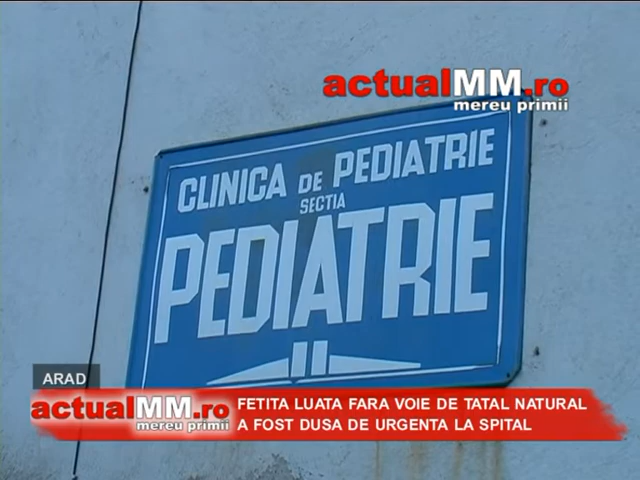 actualMM.ro
mereu primii
CLINICA DE PEDIATRIE
SECTIA
PEDIATRIE
II
ARAD
actualMM.ro
mereu primii
FETITA LUATA FARA VOIE DE TATAL NATURAL
A FOST DUSA DE URGENTA LA SPITAL